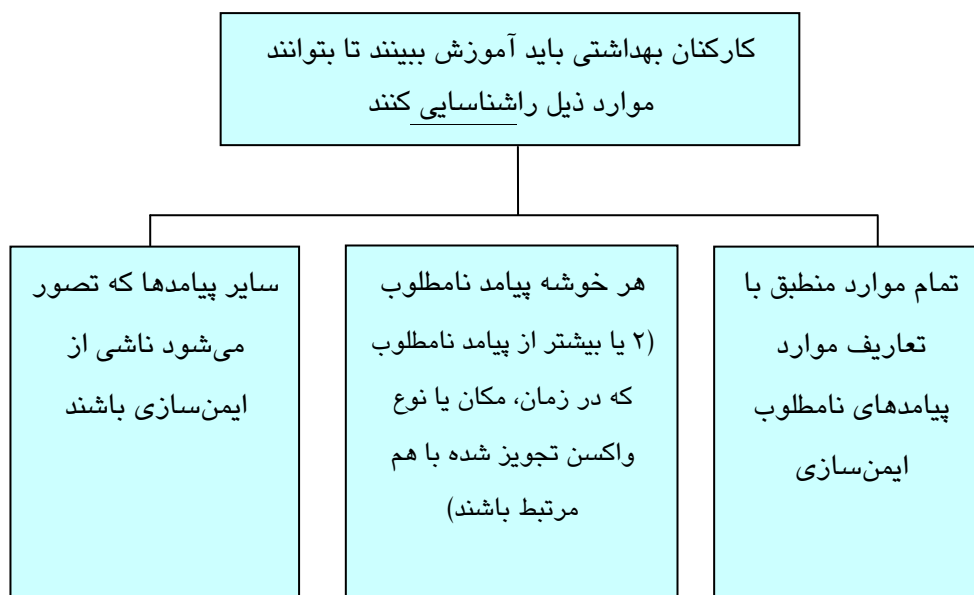 کارکنان بهداشتی باید آموزش ببینند تا بتوانند
موارد ذیل راشناسایی کنند
تمام موارد منطبق با
تعاریف موارد
پیامدهای نامطلوب
ایمن‌سازی
هر خوشه پیامد نامطلوب
(۲ یا بیشتر از پیامد نامطلوب
که در زمان، مکان یا نوع
واکسن تجویز شده با هم
مرتبط باشند)
سایر پیامدها که تصور
می‌شود ناشی از
ایمن‌سازی باشند